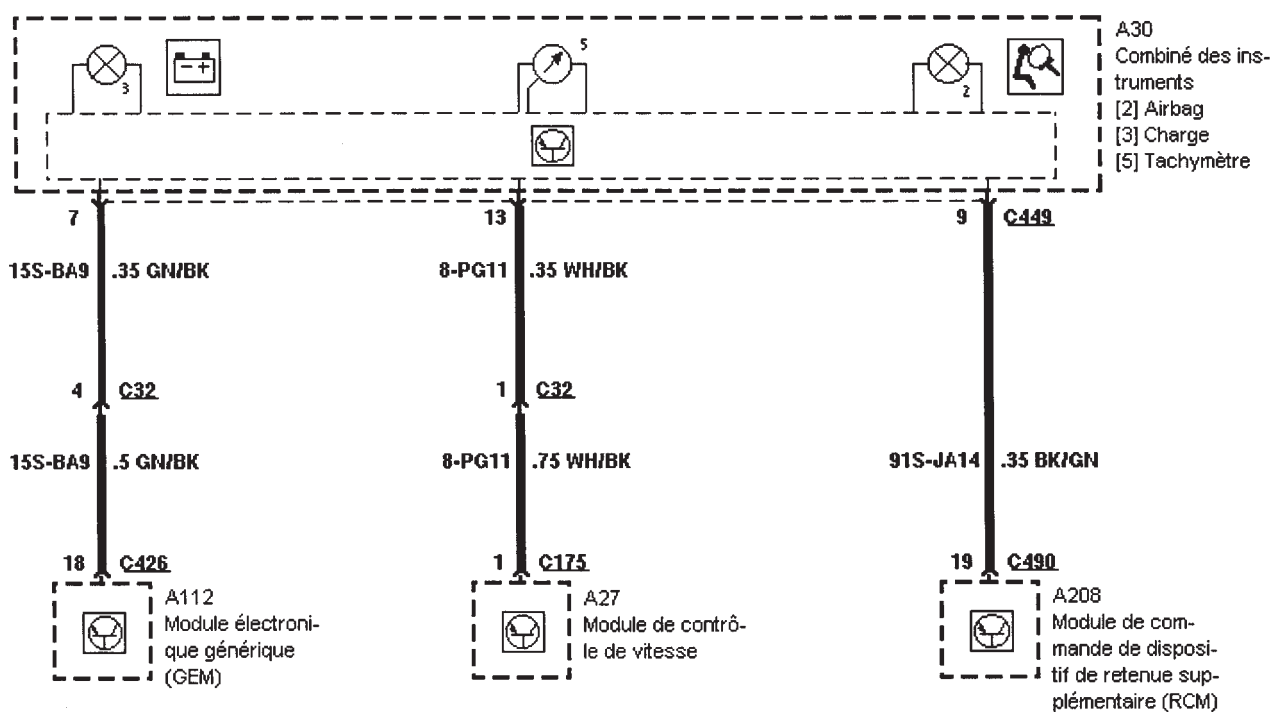 5
3
2
- +
A30
Combiné des ins-
truments
[2] Airbag
[3] Charge
[5] Tachymètre
7
13
9 C449
15S-BA9 .35 GN/BK
8-PG11 .35 WH/BK
4 C32
1 C32
15S-BA9 .5 GN/BK
8-PG11 .75 WH/BK
91S-JA14 .35 BK/GN
18 C426
1 C175
19 C490
A112
Module électroni-
que générique
(GEM)
A27
Module de contrô-
le de vitesse
A208
Module de com-
mande de disposi-
tif de retenue sup-
plémentaire (RCM)